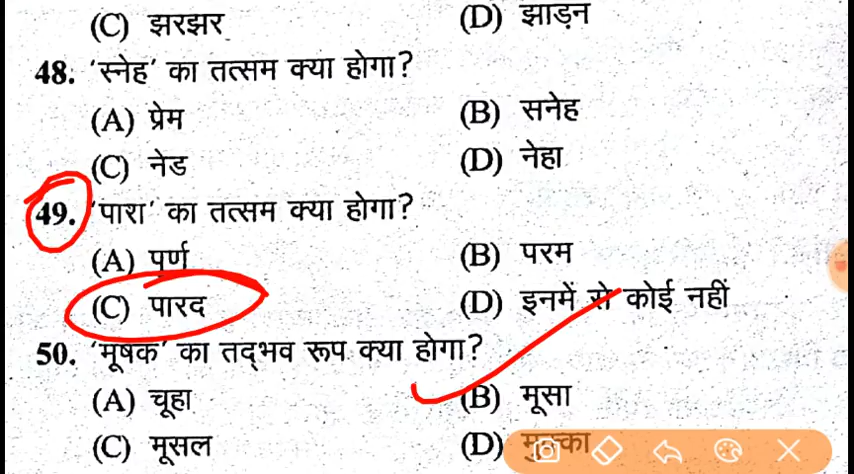 (C) झरझर (D) झाड़न
48. ‘स्नेह’ का तत्सम क्या होगा?
(A) प्रेम (B) सनेह
(C) नेड (D) नेहा
49. ‘पारा’ का तत्सम क्या होगा?
(A) पूर्ण (B) परम
(C) पारद (D) इनमें से कोई नहीं
50. ‘मूषक’ का तद्भव रूप क्या होगा?
(A) चूहा (B) मूसा
(C) मूसल (D)